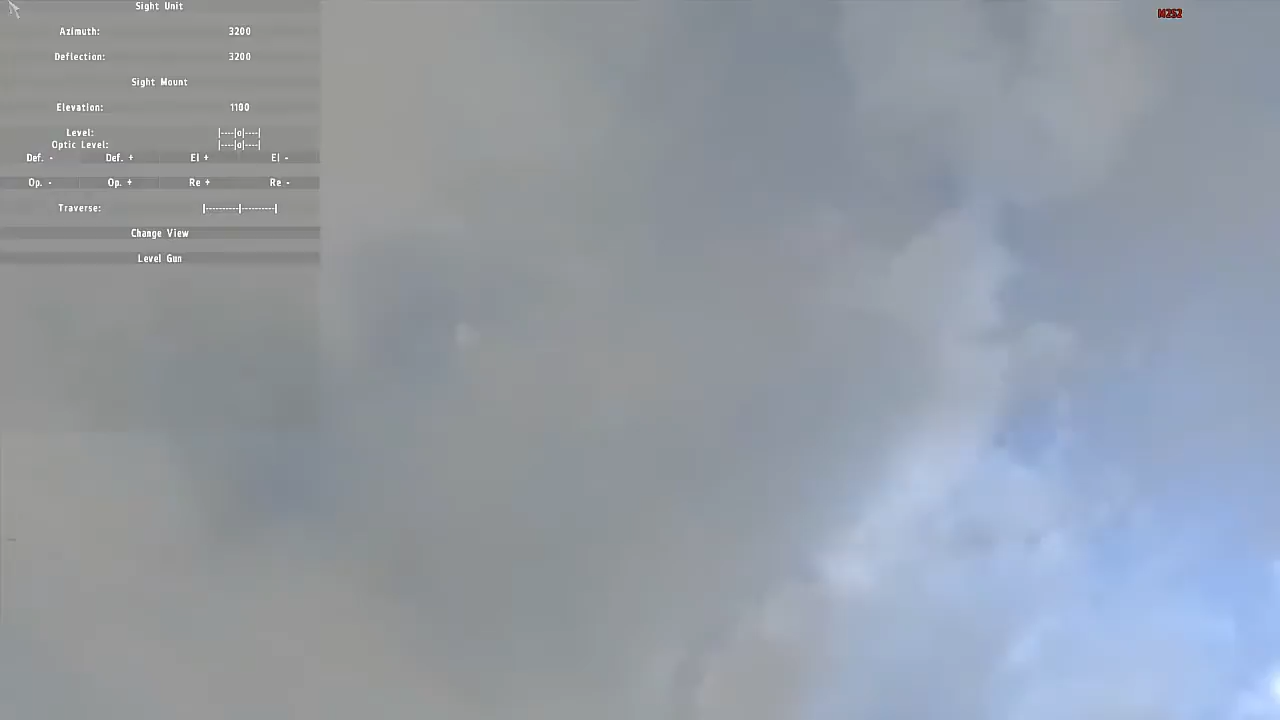 Sight Unit
Azimuth: 3200
Deflection: 3200
Sight Mount
Elevation: 1100
Level: |----|o|----|
Optic Level: |----|o|----|
Def. - Def. + El + El -
Op. - Op. + Re + Re -
Traverse: |----------|----------|
Change View
Level Gun
M252